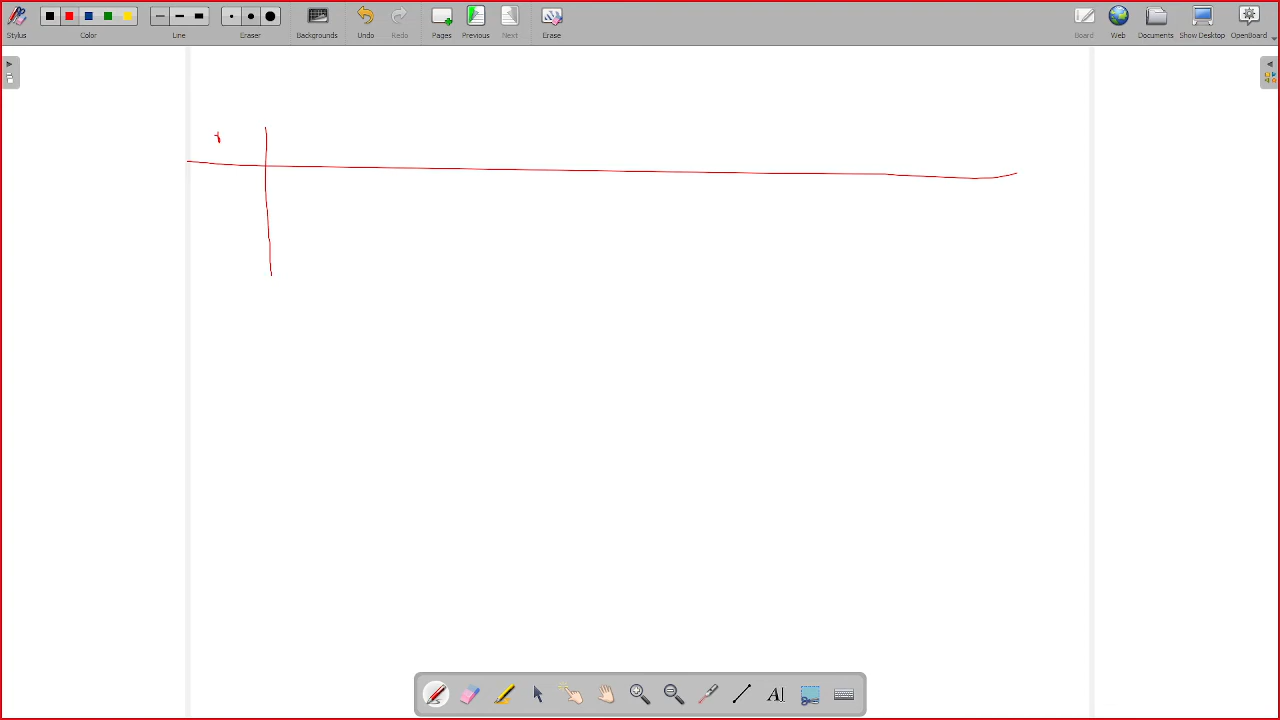 Stylus
Color
Line
Eraser
Backgrounds
Undo
Redo
Pages
Previous
Next
Erase
Board
Web
Documents
Show Desktop
OpenBoard
A